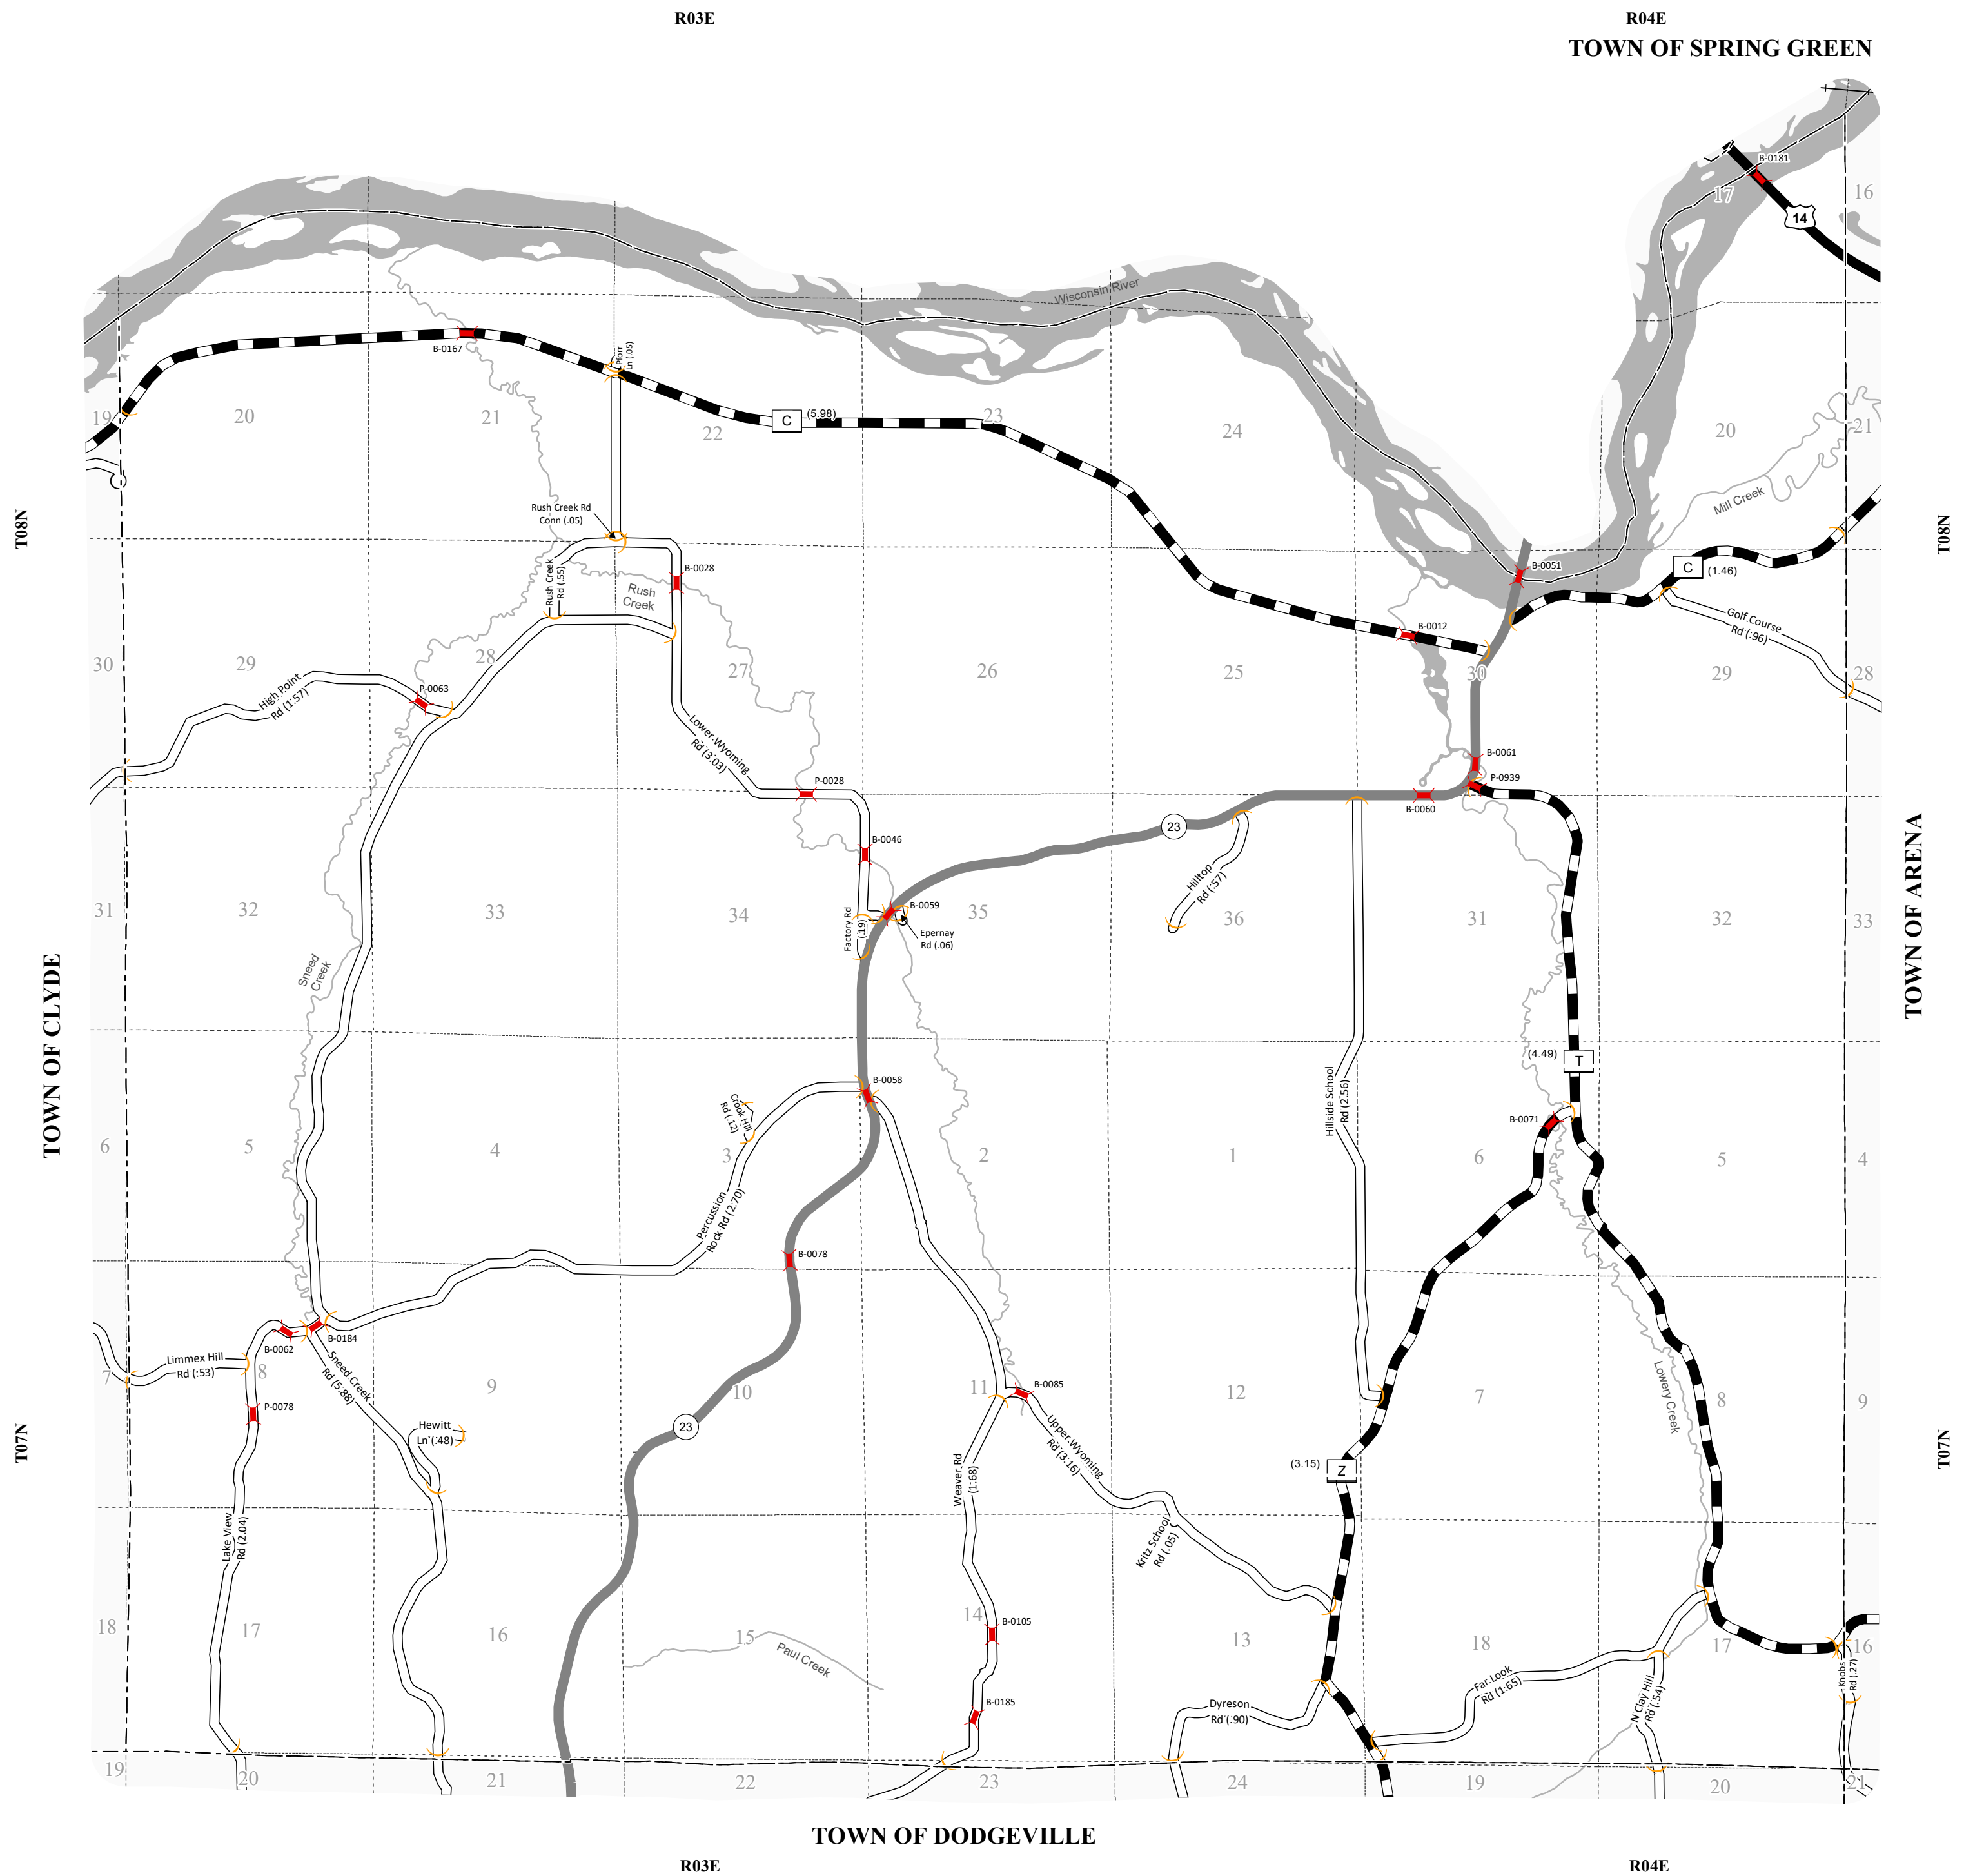 R03E
R04E
TOWN OF SPRING GREEN
B-0181
17
16
14
Wisconsin River
B-0167
Pforr
Ln (.05)
19
20
21
22
C
(5.98)
23
24
20
21
Mill Creek
T08N
T08N
Rush Creek Rd
Conn (.05)
B-0051
C
(1.46)
B-0028
Rush Creek
Rd (.55)
Rush
Creek
Golf Course
Rd (.96)
B-0012
30
29
28
27
26
25
30
29
28
High Point
Rd (1.57)
P-0063
Lower Wyoming
Rd (3.03)
B-0061
P-0939
P-0028
B-0060
23
B-0046
Hilltop
Rd (.57)
31
32
33
34
Factory Rd
(.19)
B-0059
35
Epernay
Rd (.06)
36
31
32
33
TOWN OF ARENA
Sneed
Creek
TOWN OF CLYDE
(4.49)
T
B-0058
Hillside School
Rd (2.56)
Crook Hill
Rd (.12)
B-0071
6
5
4
3
2
1
6
5
4
Percussion
Rock Rd (2.70)
B-0078
B-0184
B-0062
Limmex Hill
Rd (.53)
7
8
Sneed Creek
Rd (5.88)
9
10
11
B-0085
12
7
Lowery Creek
8
9
P-0078
23
Hewitt
Ln (.48)
T07N
T07N
Upper Wyoming
Rd (3.16)
Weaver Rd
(1.68)
(3.15)
Z
Lake View
Rd (2.04)
Kritz School
Rd (.05)
18
17
16
15
Paul Creek
14
B-0105
13
18
17
16
Knobs
Rd (.27)
Far Look
Rd (1.65)
N Clay Hill
Rd (.54)
B-0185
Dyreson
Rd (.90)
19
20
21
22
23
24
19
20
21
TOWN OF DODGEVILLE
R03E
R04E